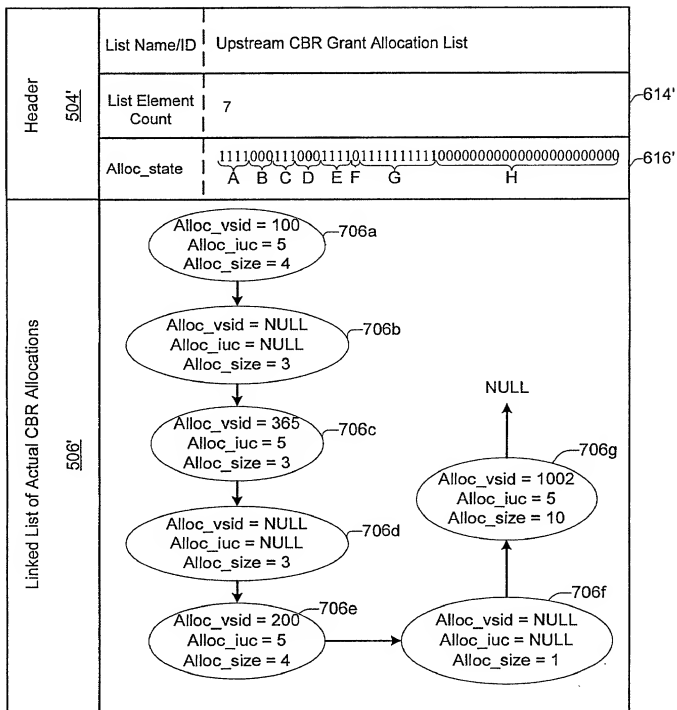 Header
504'
List Name/ID
Upstream CBR Grant Allocation List
List Element
Count
7
614'
Alloc_state
1111000111000111101111111111000000000000000000000000
616'
A B C D E F G H
Linked List of Actual CBR Allocations
506'
Alloc_vsid = 100
Alloc_iuc = 5
Alloc_size = 4
706a
Alloc_vsid = NULL
Alloc_iuc = NULL
Alloc_size = 3
706b
Alloc_vsid = 365
Alloc_iuc = 5
Alloc_size = 3
706c
Alloc_vsid = NULL
Alloc_iuc = NULL
Alloc_size = 3
706d
Alloc_vsid = 200
Alloc_iuc = 5
Alloc_size = 4
706e
Alloc_vsid = NULL
Alloc_iuc = NULL
Alloc_size = 1
706f
Alloc_vsid = 1002
Alloc_iuc = 5
Alloc_size = 10
706g
NULL